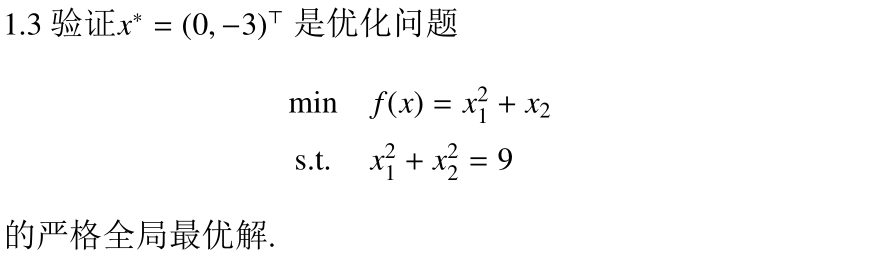 1.3 验证x* = (0, −3)⊤ 是优化问题
min f(x) = x₁² + x₂
s.t. x₁² + x₂² = 9
的严格全局最优解.